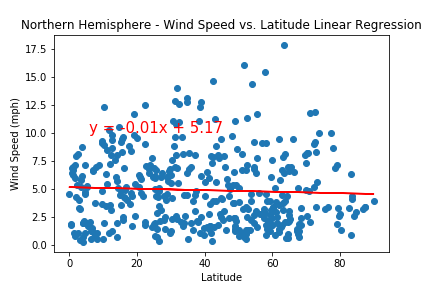 Northern Hemisphere - Wind Speed vs. Latitude Linear Regression
17.5
15.0
12.5
10.0
7.5
5.0
2.5
0.0
Wind Speed (mph)
y = -0.01x + 5.17
0 20 40 60 80
Latitude